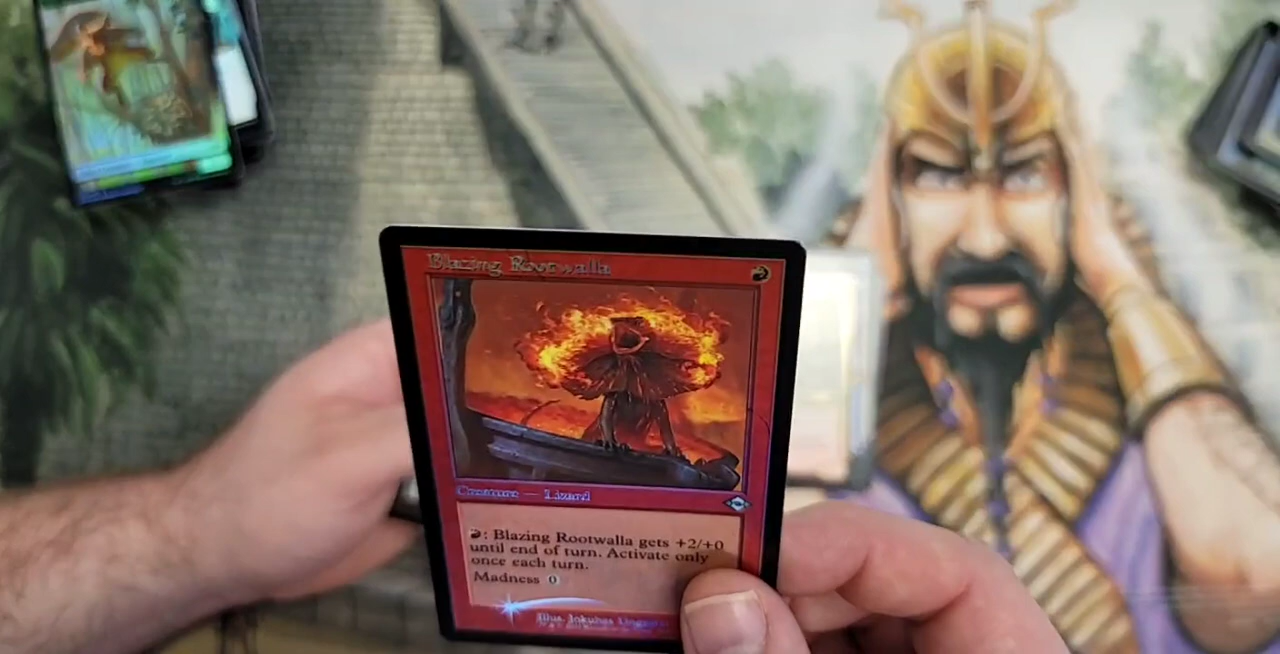 Blazing Rootwalla
Creature — Lizard
: Blazing Rootwalla gets +2/+0
until end of turn. Activate only
once each turn.
Madness 0
Illus.